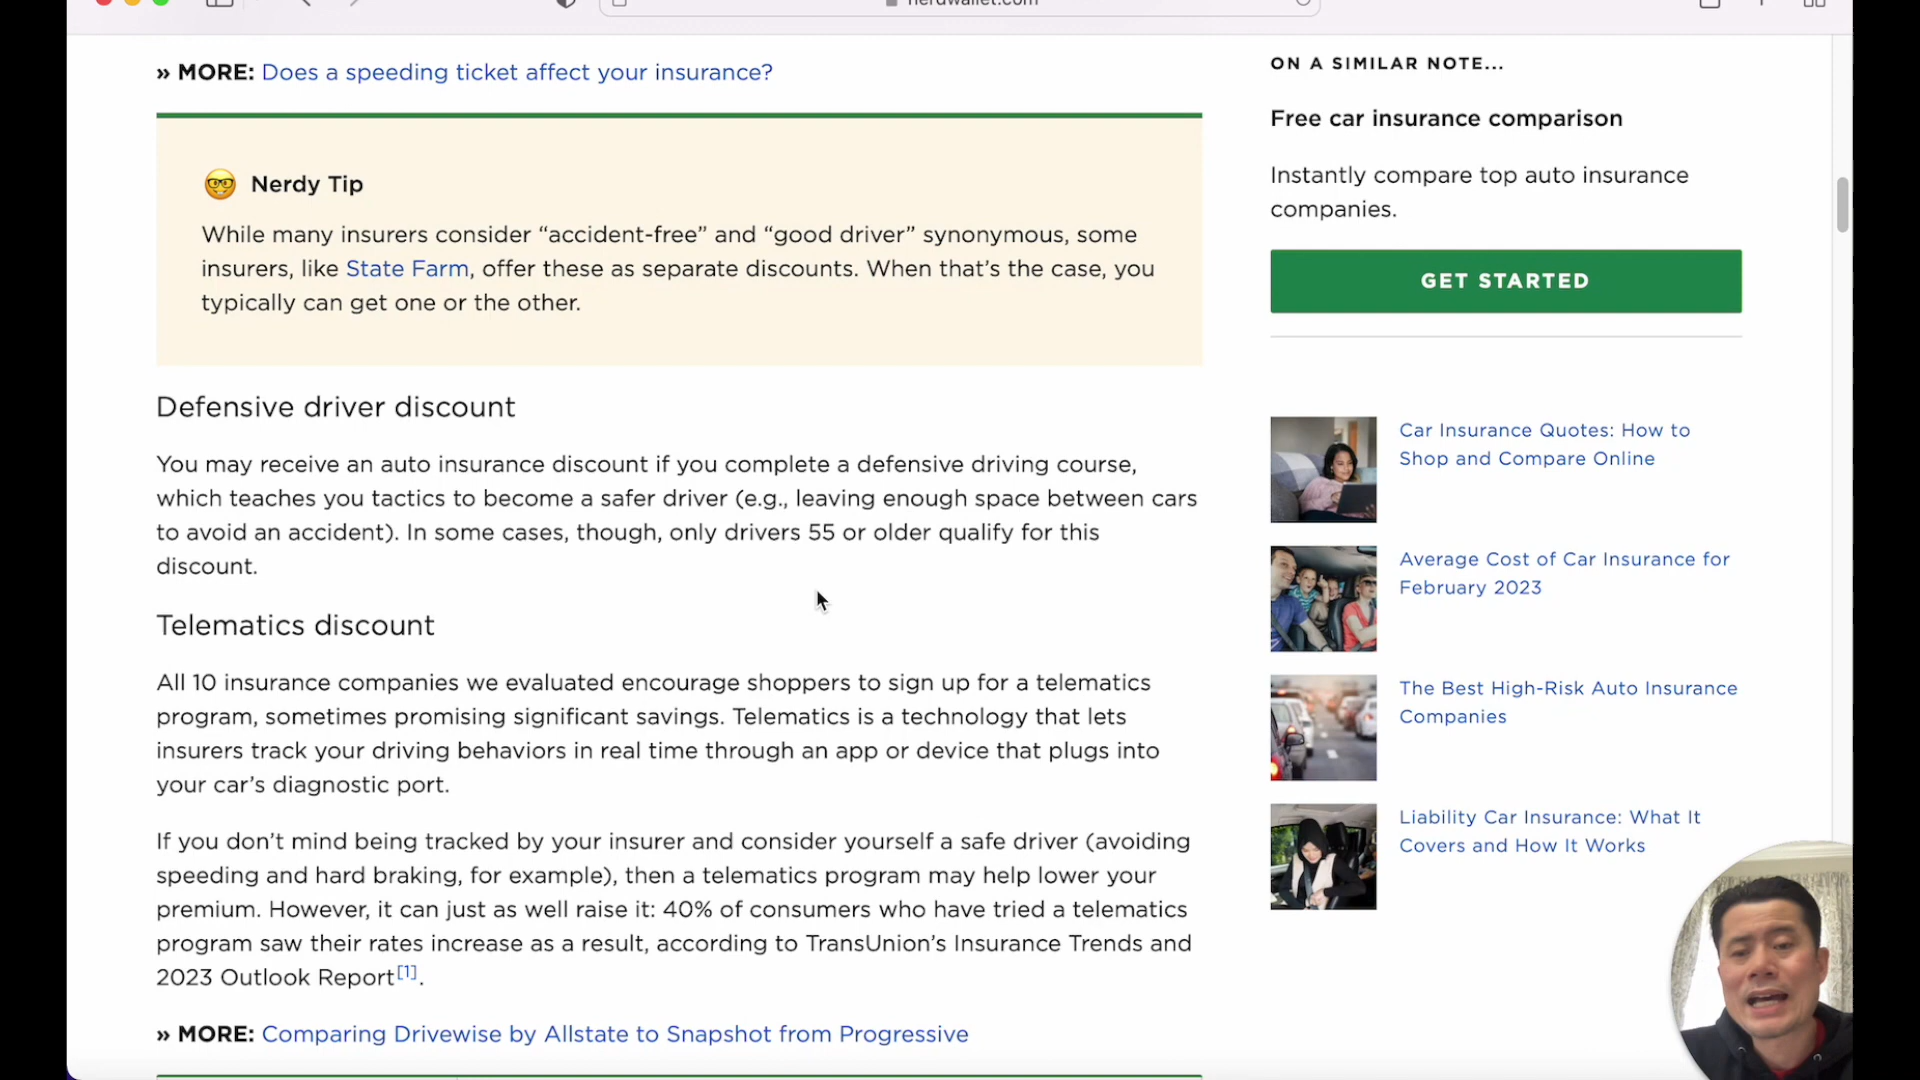 nerdwallet.com
» MORE: Does a speeding ticket affect your insurance?
Nerdy Tip
While many insurers consider “accident-free” and “good driver” synonymous, some
insurers, like State Farm, offer these as separate discounts. When that’s the case, you
typically can get one or the other.
Defensive driver discount
You may receive an auto insurance discount if you complete a defensive driving course,
which teaches you tactics to become a safer driver (e.g., leaving enough space between cars
to avoid an accident). In some cases, though, only drivers 55 or older qualify for this
discount.
Telematics discount
All 10 insurance companies we evaluated encourage shoppers to sign up for a telematics
program, sometimes promising significant savings. Telematics is a technology that lets
insurers track your driving behaviors in real time through an app or device that plugs into
your car’s diagnostic port.
If you don’t mind being tracked by your insurer and consider yourself a safe driver (avoiding
speeding and hard braking, for example), then a telematics program may help lower your
premium. However, it can just as well raise it: 40% of consumers who have tried a telematics
program saw their rates increase as a result, according to TransUnion’s Insurance Trends and
2023 Outlook Report[1].
» MORE: Comparing Drivewise by Allstate to Snapshot from Progressive
ON A SIMILAR NOTE...
Free car insurance comparison
Instantly compare top auto insurance
companies.
GET STARTED
Car Insurance Quotes: How to
Shop and Compare Online
Average Cost of Car Insurance for
February 2023
The Best High-Risk Auto Insurance
Companies
Liability Car Insurance: What It
Covers and How It Works